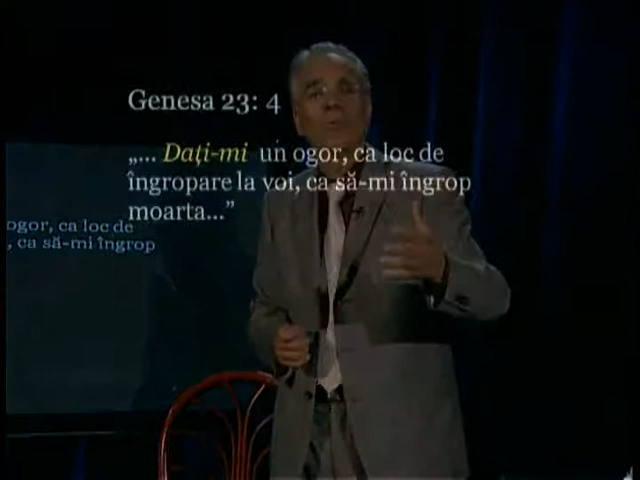 Genesa 23: 4
„... Daţi-mi un ogor, ca loc de
îngropare la voi, ca să-mi îngrop
moarta...”
ogor, ca loc de
, ca să-mi îngrop